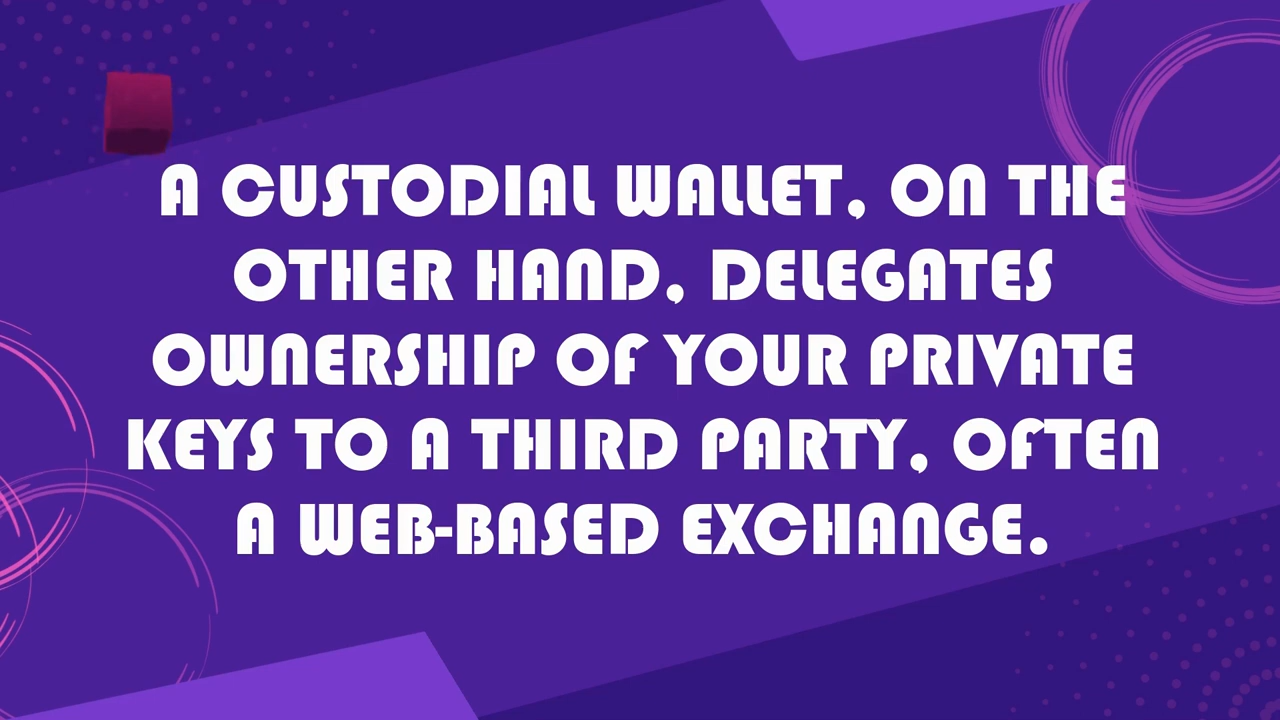 A CUSTODIAL WALLET, ON THE
OTHER HAND, DELEGATES
OWNERSHIP OF YOUR PRIVATE
KEYS TO A THIRD PARTY, OFTEN
A WEB-BASED EXCHANGE.